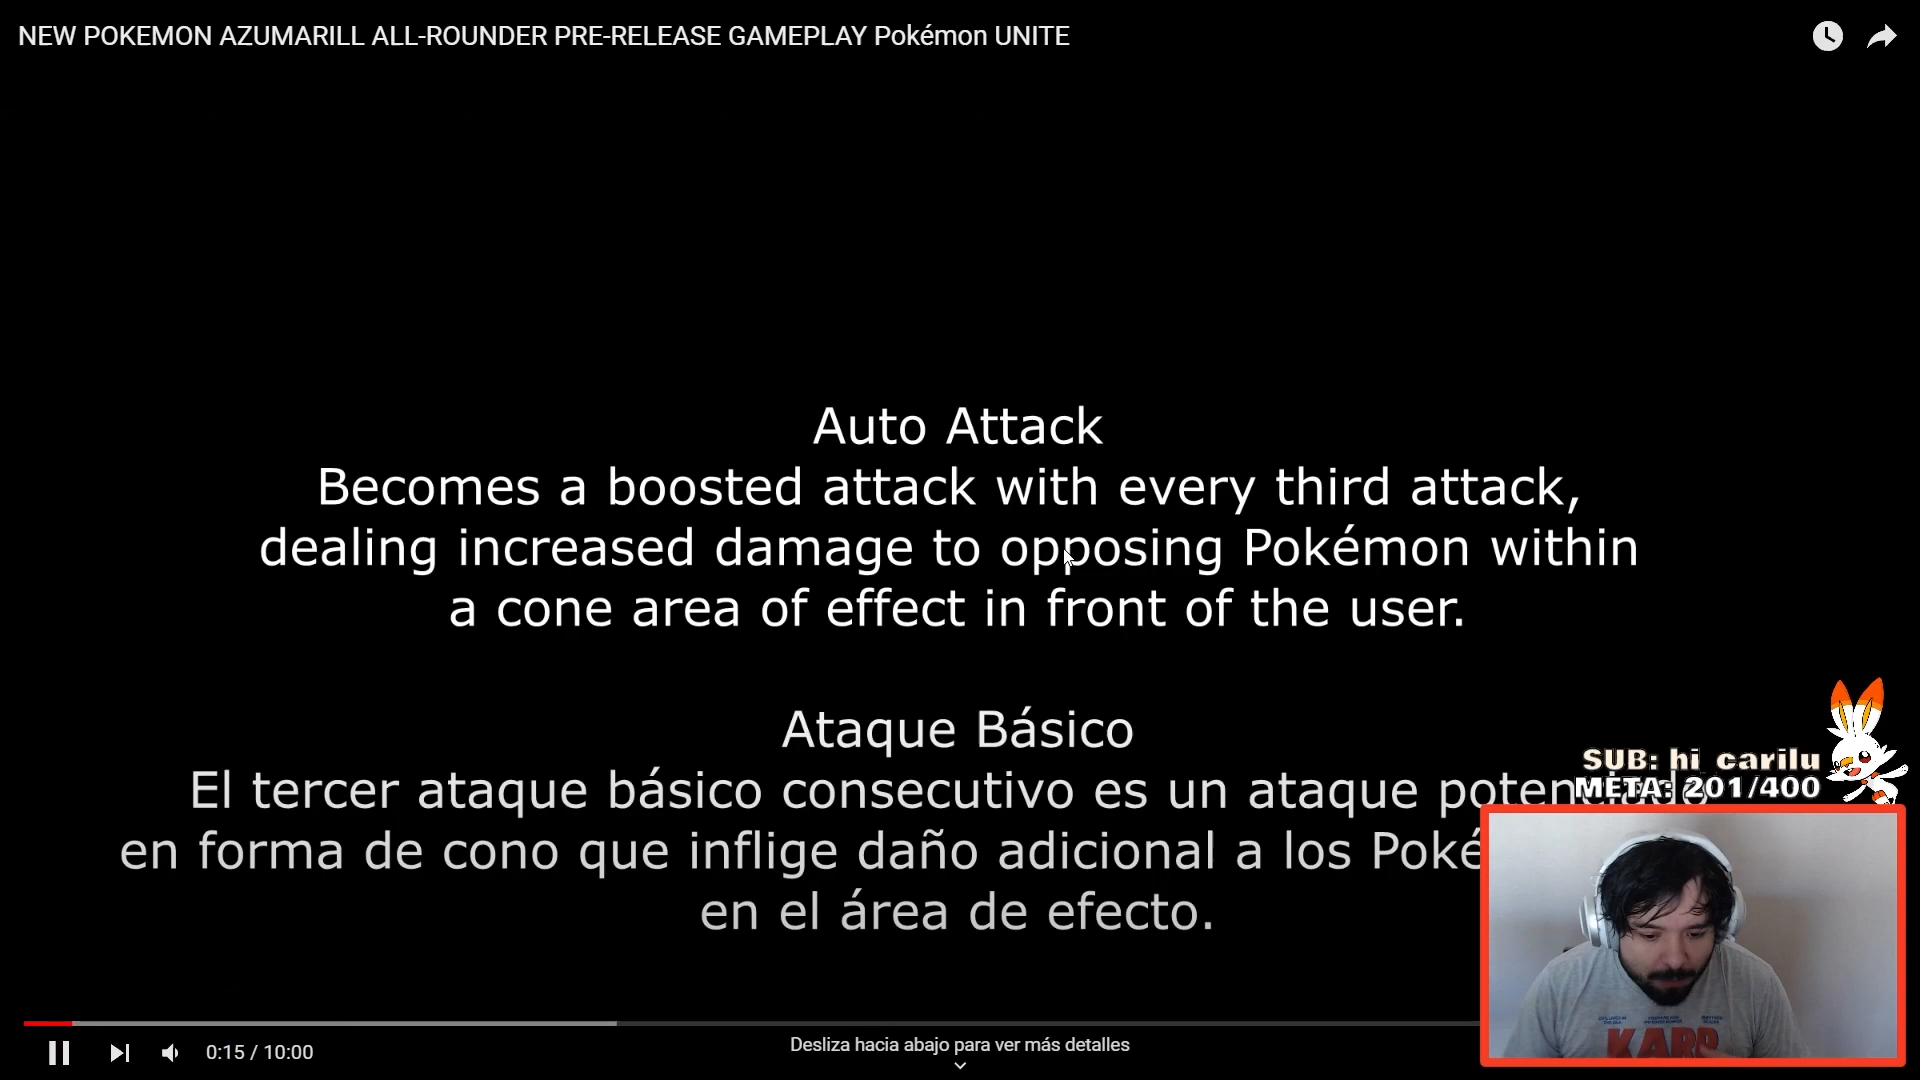 NEW POKEMON AZUMARILL ALL-ROUNDER PRE-RELEASE GAMEPLAY Pokémon UNITE
Auto Attack
Becomes a boosted attack with every third attack,
dealing increased damage to opposing Pokémon within
a cone area of effect in front of the user.
Ataque Básico
El tercer ataque básico consecutivo es un ataque potenciado
en forma de cono que inflige daño adicional a los Poké
en el área de efecto.
SUB: hi_carilu
META: 201/400
KARP
0:15 / 10:00
Desliza hacia abajo para ver más detalles